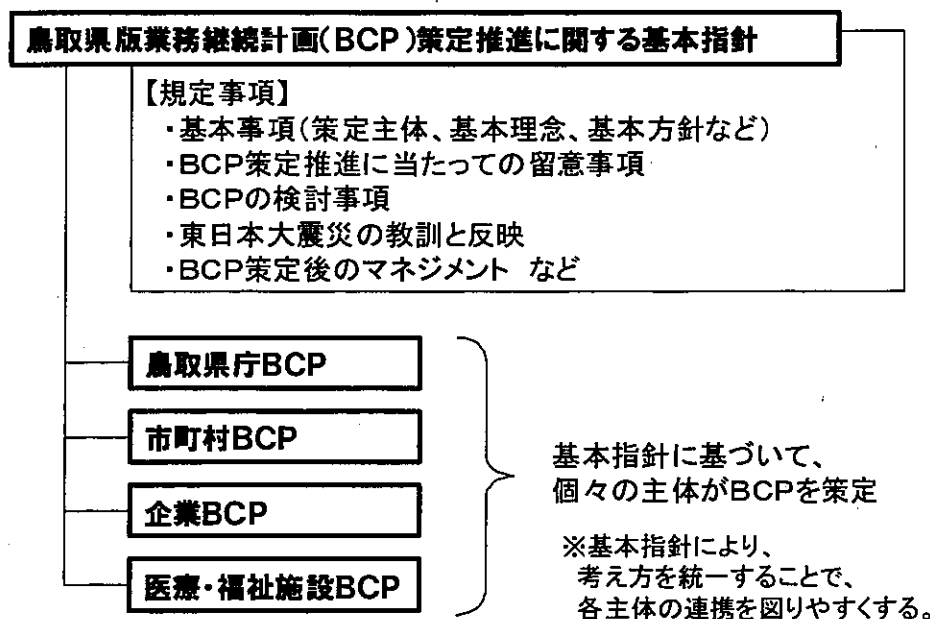 鳥取県版業務継続計画(BCP)策定推進に関する基本指針
【規定事項】
・基本事項(策定主体、基本理念、基本方針など)
・BCP策定推進に当たっての留意事項
・BCPの検討事項
・東日本大震災の教訓と反映
・BCP策定後のマネジメント など
鳥取県庁BCP
市町村BCP
企業BCP
医療・福祉施設BCP
基本指針に基づいて、
個々の主体がBCPを策定
※基本指針により、
考え方を統一することで、
各主体の連携を図りやすくする。